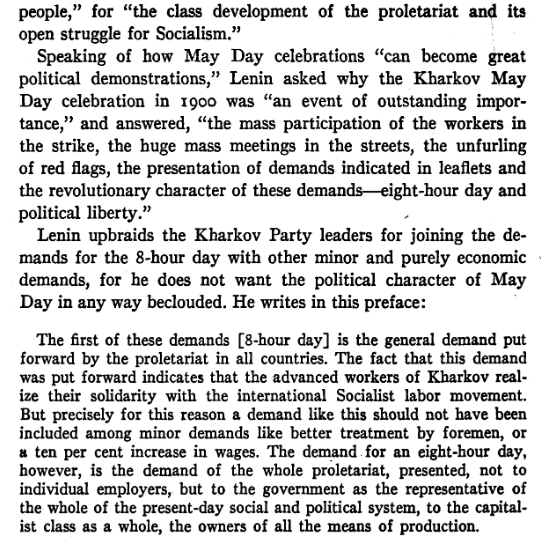 people,” for “the class development of the proletariat and its
open struggle for Socialism.”
Speaking of how May Day celebrations “can become great
political demonstrations,” Lenin asked why the Kharkov May
Day celebration in 1900 was “an event of outstanding impor-
tance,” and answered, “the mass participation of the workers in
the strike, the huge mass meetings in the streets, the unfurling
of red flags, the presentation of demands indicated in leaflets and
the revolutionary character of these demands—eight-hour day and
political liberty.”
Lenin upbraids the Kharkov Party leaders for joining the de-
mands for the 8-hour day with other minor and purely economic
demands, for he does not want the political character of May
Day in any way beclouded. He writes in this preface:
The first of these demands [8-hour day] is the general demand put
forward by the proletariat in all countries. The fact that this demand
was put forward indicates that the advanced workers of Kharkov real-
ize their solidarity with the international Socialist labor movement.
But precisely for this reason a demand like this should not have been
included among minor demands like better treatment by foremen, or
a ten per cent increase in wages. The demand for an eight-hour day,
however, is the demand of the whole proletariat, presented, not to
individual employers, but to the government as the representative of
the whole of the present-day social and political system, to the capital-
ist class as a whole, the owners of all the means of production.